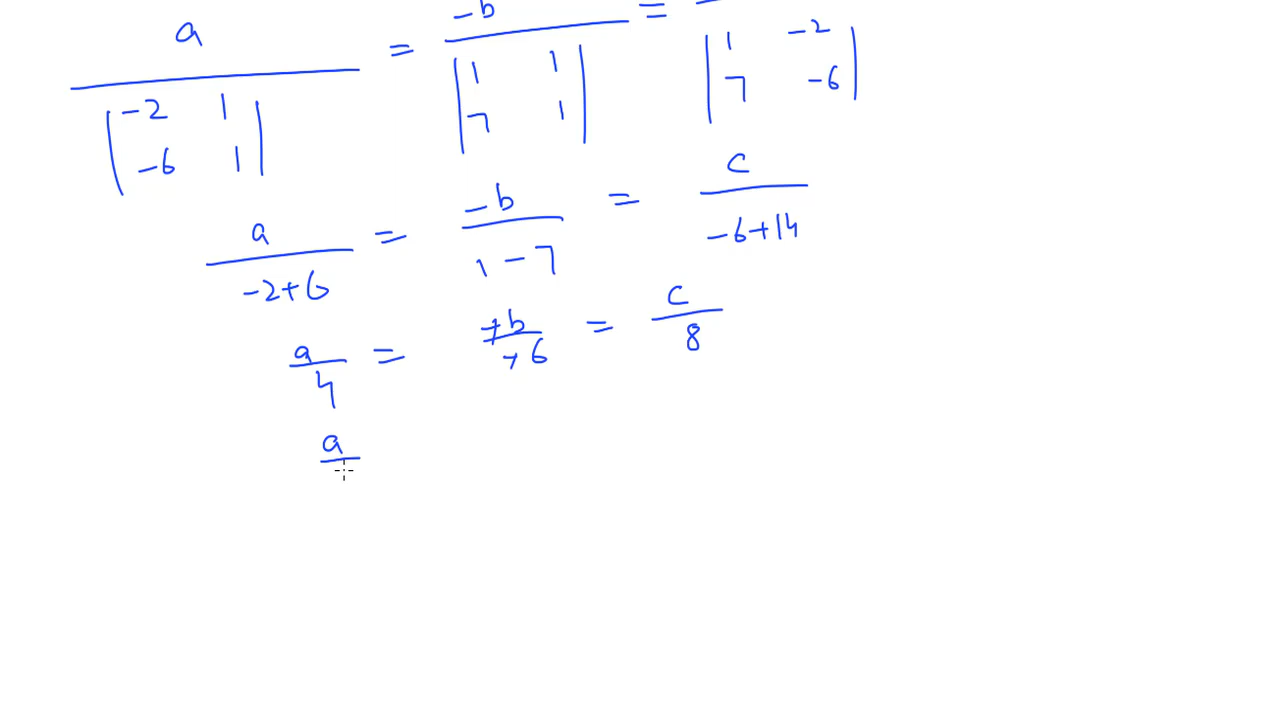 a = -b =
| -2 1 | | 1 1 | | 1 -2 |
| -6 1 | | 7 1 | | 7 -6 |
a / -2+6 = -b / 1-7 = c / -6+14
a / 4 = +b / +6 = c / 8
a